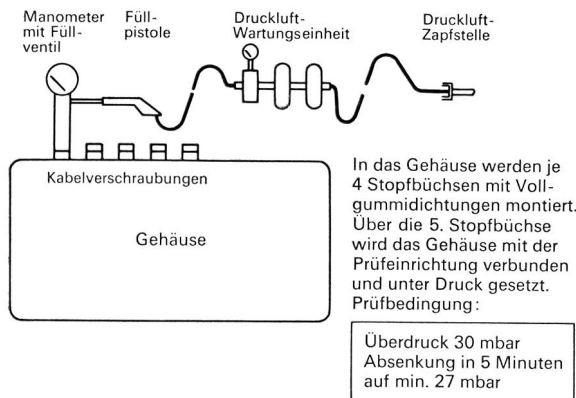 Manometer
mit Füll-
ventil
Füll-
pistole
Druckluft-
Wartungseinheit
Druckluft-
Zapfstelle
Kabelverschraubungen
Gehäuse
In das Gehäuse werden je
4 Stopfbüchsen mit Voll-
gummidichtungen montiert.
Über die 5. Stopfbüchse
wird das Gehäuse mit der
Prüfeinrichtung verbunden
und unter Druck gesetzt.
Prüfbedingung:
Überdruck 30 mbar
Absenkung in 5 Minuten
auf min. 27 mbar